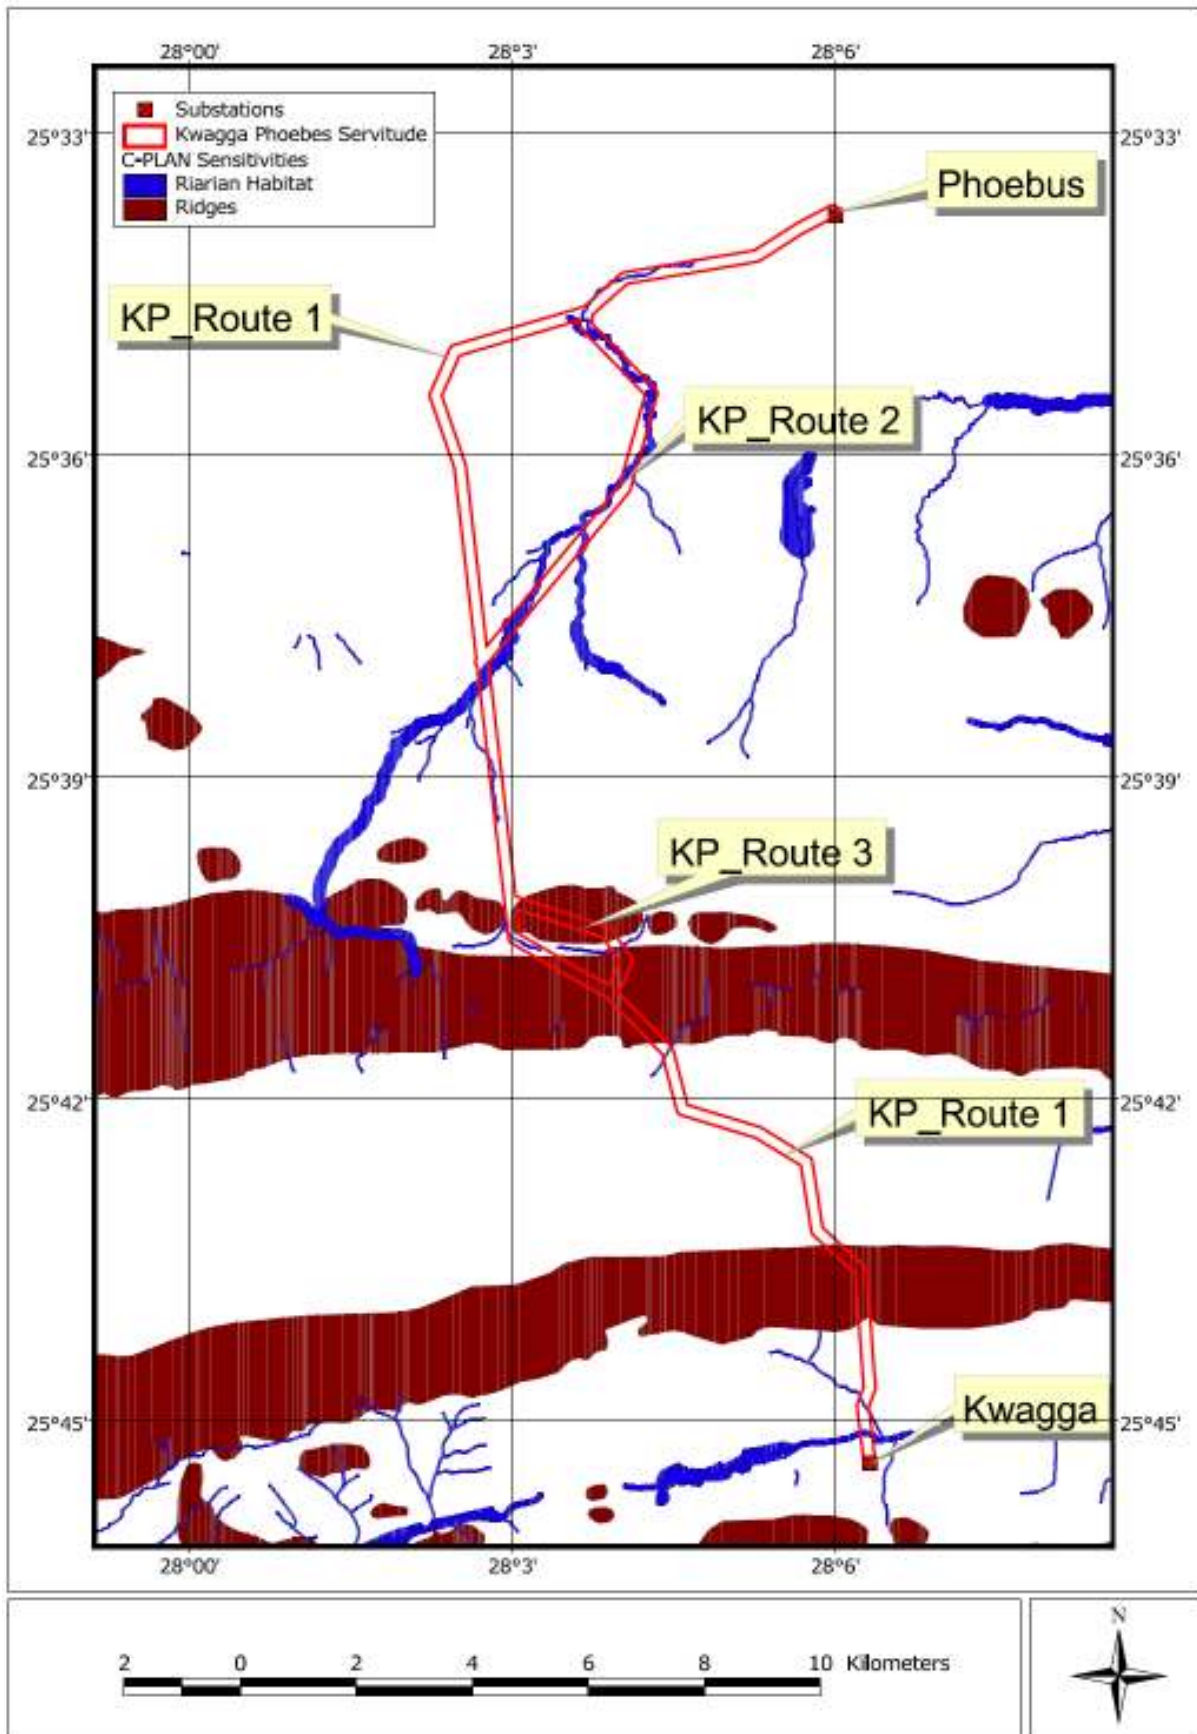 28°00' 28°3' 28°6'
Substations
Kwagga Phoebes Servitude
C-PLAN Sensitivities
Riarian Habitat
Ridges
25°33' 25°33'
Phoebus
KP_Route 1
KP_Route 2
25°36' 25°36'
25°39' 25°39'
KP_Route 3
25°42' 25°42'
KP_Route 1
Kwagga
25°45' 25°45'
28°00' 28°3' 28°6'
2 0 2 4 6 8 10 Kilometers
N